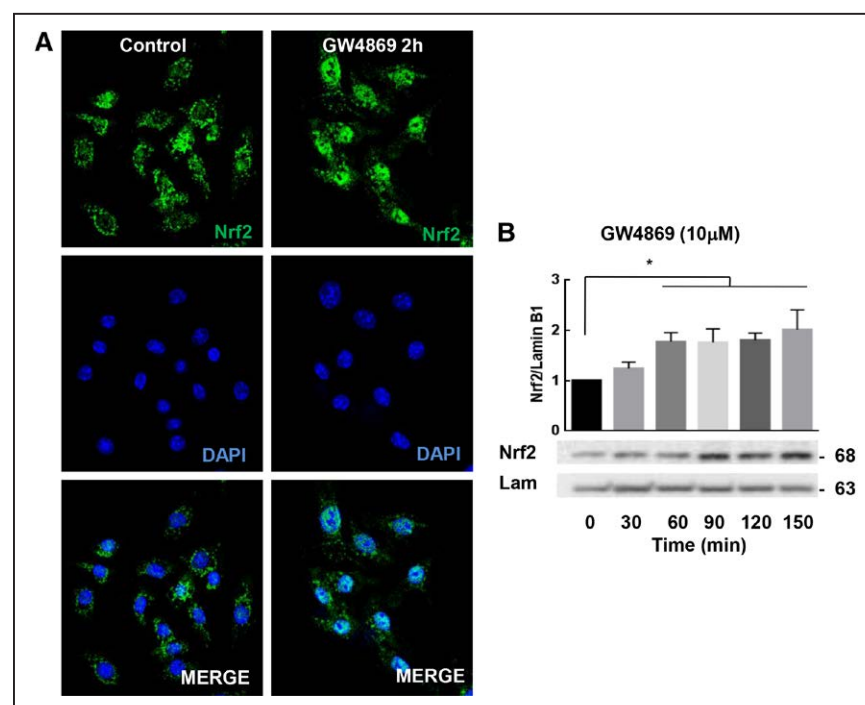 A
Control
GW4869 2h
Nrf2
Nrf2
DAPI
DAPI
MERGE
MERGE
B
GW4869 (10μM)
*
3
2
1
0
Nrf2/Lamin B1
Nrf2 - 68
Lam - 63
0 30 60 90 120 150
Time (min)